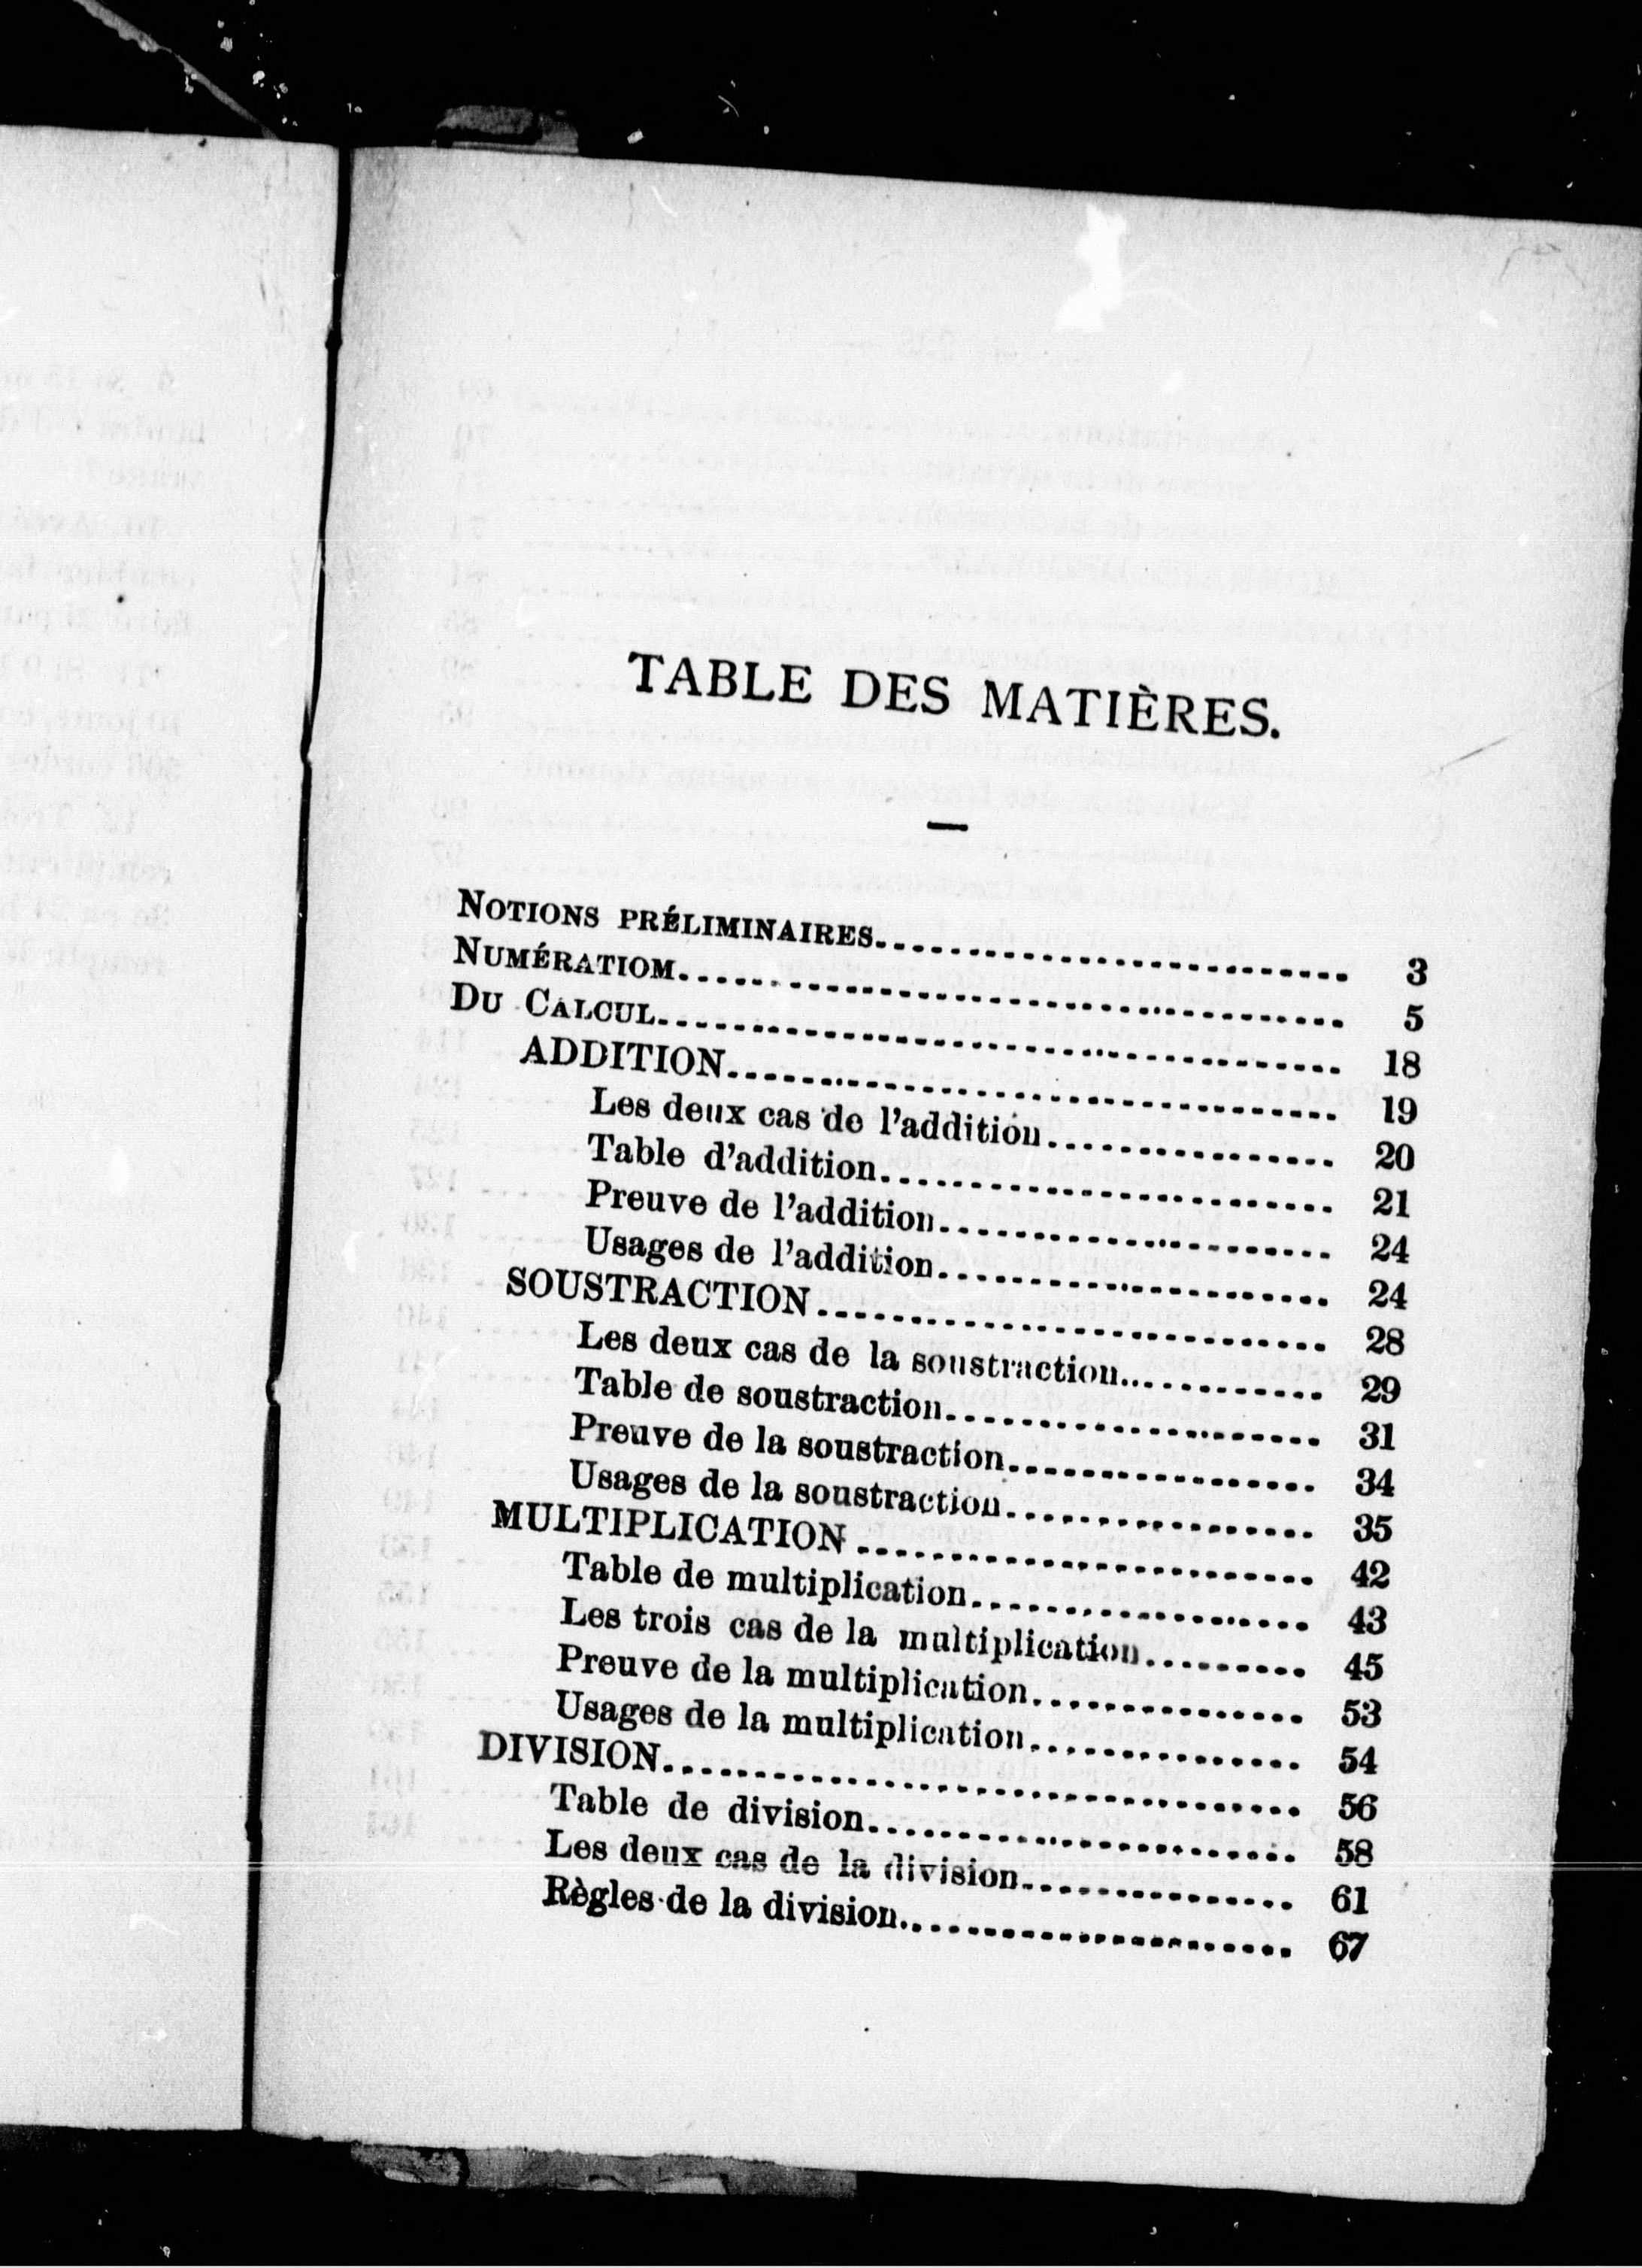 TABLE DES MATIÈRES.
NOTIONS PRÉLIMINAIRES........................ 3
NUMÉRATIOM.................................... 5
DU CALCUL..................................... 18
ADDITION................................. 19
Les deux cas de l'addition................ 20
Table d'addition......................... 21
Preuve de l'addition..................... 24
Usages de l'addition..................... 24
SOUSTRACTION............................ 28
Les deux cas de la soustraction........... 29
Table de soustraction.................... 31
Preuve de la soustraction................. 34
Usages de la soustraction................. 35
MULTIPLICATION ......................... 42
Table de multiplication................... 43
Les trois cas de la multiplication......... 45
Preuve de la multiplication............... 53
Usages de la multiplication............... 54
DIVISION................................... 56
Table de division........................ 58
Les deux cas de la division............... 61
Règles de la division..................... 67